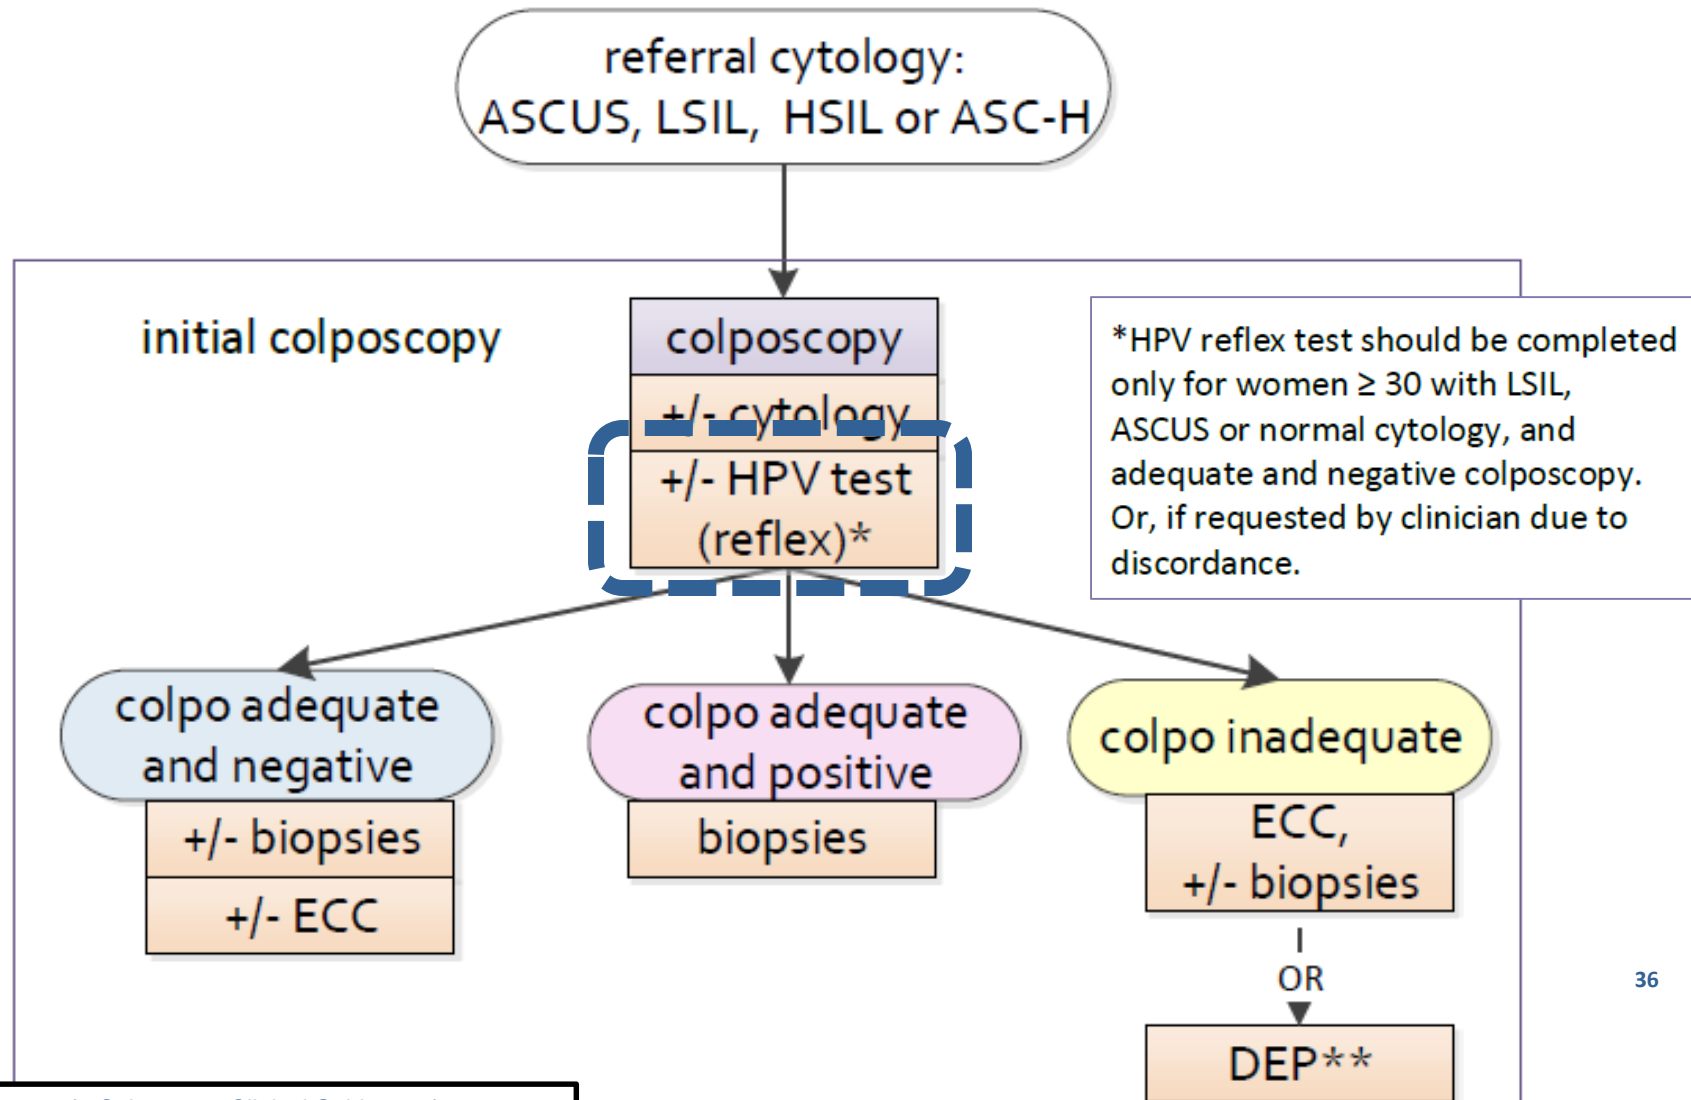 referral cytology:
ASCUS, LSIL, HSIL or ASC-H
initial colposcopy
colposcopy
+/- cytology
+/- HPV test
(reflex)*
*HPV reflex test should be completed
only for women ≥ 30 with LSIL,
ASCUS or normal cytology, and
adequate and negative colposcopy.
Or, if requested by clinician due to
discordance.
colpo adequate
and negative
+/- biopsies
+/- ECC
colpo adequate
and positive
biopsies
colpo inadequate
ECC,
+/- biopsies
OR
DEP**
36